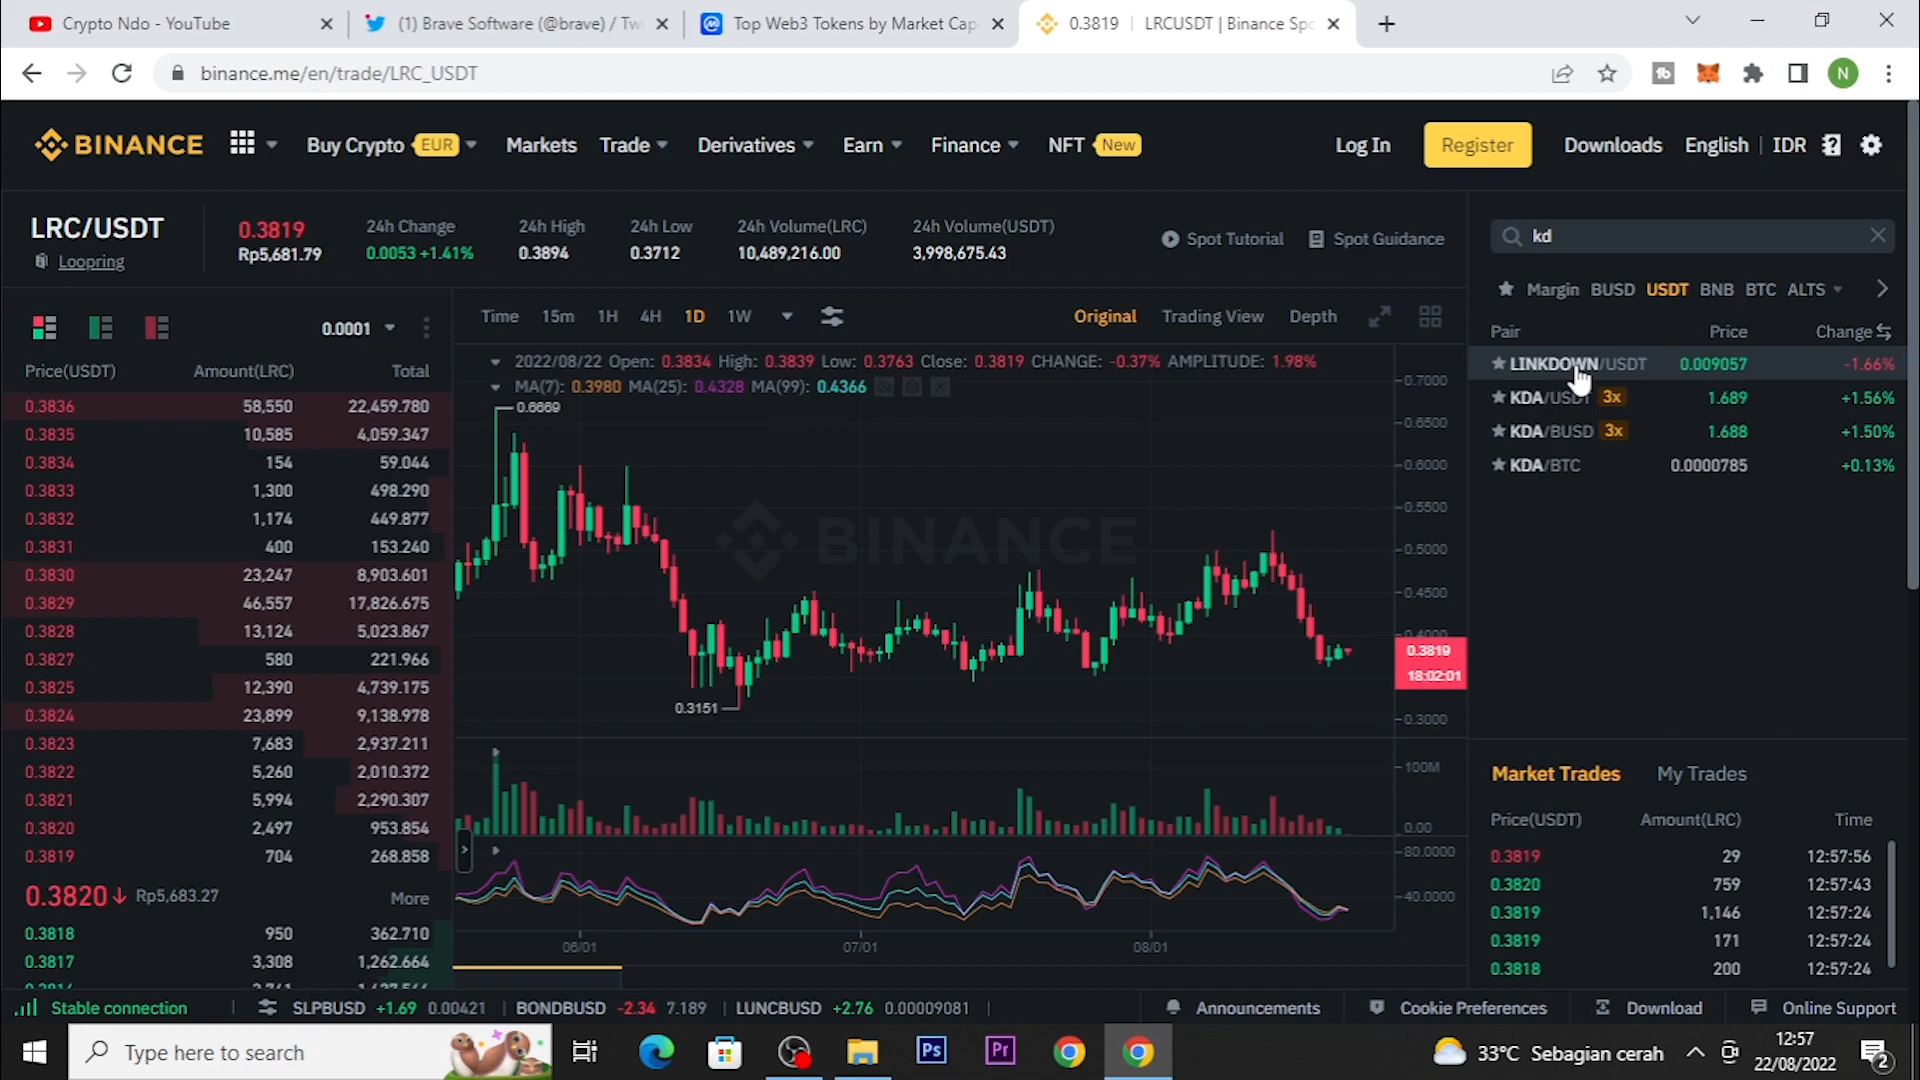 Crypto Ndo - YouTube
(1) Brave Software (@brave) / Tw
Top Web3 Tokens by Market Cap
0.3819 | LRCUSDT | Binance Spo
binance.me/en/trade/LRC_USDT
N
BINANCE
Buy Crypto EUR
Markets
Trade
Derivatives
Earn
Finance
NFT New
Log In
Register
Downloads
English | IDR
LRC/USDT
Loopring
0.3819
Rp5,681.79
24h Change
0.0053 +1.41%
24h High
0.3894
24h Low
0.3712
24h Volume(LRC)
10,489,216.00
24h Volume(USDT)
3,998,675.43
Spot Tutorial
Spot Guidance
0.0001
Price(USDT) Amount(LRC) Total
0.3836 58,550 22,459.780
0.3835 10,585 4,059.347
0.3834 154 59.044
0.3833 1,300 498.290
0.3832 1,174 449.877
0.3831 400 153.240
0.3830 23,247 8,903.601
0.3829 46,557 17,826.675
0.3828 13,124 5,023.867
0.3827 580 221.966
0.3825 12,390 4,739.175
0.3824 23,899 9,138.978
0.3823 7,683 2,937.211
0.3822 5,260 2,010.372
0.3821 5,994 2,290.307
0.3820 2,497 953.854
0.3819 704 268.858
0.3820 Rp5,683.27 More
0.3818 950 362.710
0.3817 3,308 1,262.664
Time 15m 1H 4H 1D 1W
Original Trading View Depth
2022/08/22 Open: 0.3834 High: 0.3839 Low: 0.3763 Close: 0.3819 CHANGE: -0.37% AMPLITUDE: 1.98%
MA(7): 0.3980 MA(25): 0.4328 MA(99): 0.4366
0.6669
0.3151
BINANCE
0.7000
0.6500
0.6000
0.5500
0.5000
0.4500
0.4000
0.3819
18:02:01
0.3000
100M
0.00
80.0000
40.0000
06/01 07/01 08/01
kd
Margin BUSD USDT BNB BTC ALTS
Pair Price Change
LINKDOWN/USDT 0.009057 -1.66%
KDA/USDT 3x 1.689 +1.56%
KDA/BUSD 3x 1.688 +1.50%
KDA/BTC 0.0000785 +0.13%
Market Trades My Trades
Price(USDT) Amount(LRC) Time
0.3819 29 12:57:56
0.3820 759 12:57:43
0.3819 1,146 12:57:24
0.3819 171 12:57:24
0.3818 200 12:57:24
Stable connection
SLPBUSD +1.69 0.00421 | BONDBUSD -2.34 7.189 | LUNCBUSD +2.76 0.00009081 |
Announcements
Cookie Preferences
Download
Online Support
Type here to search
Ps
Pr
33°C Sebagian cerah
12:57
22/08/2022
2